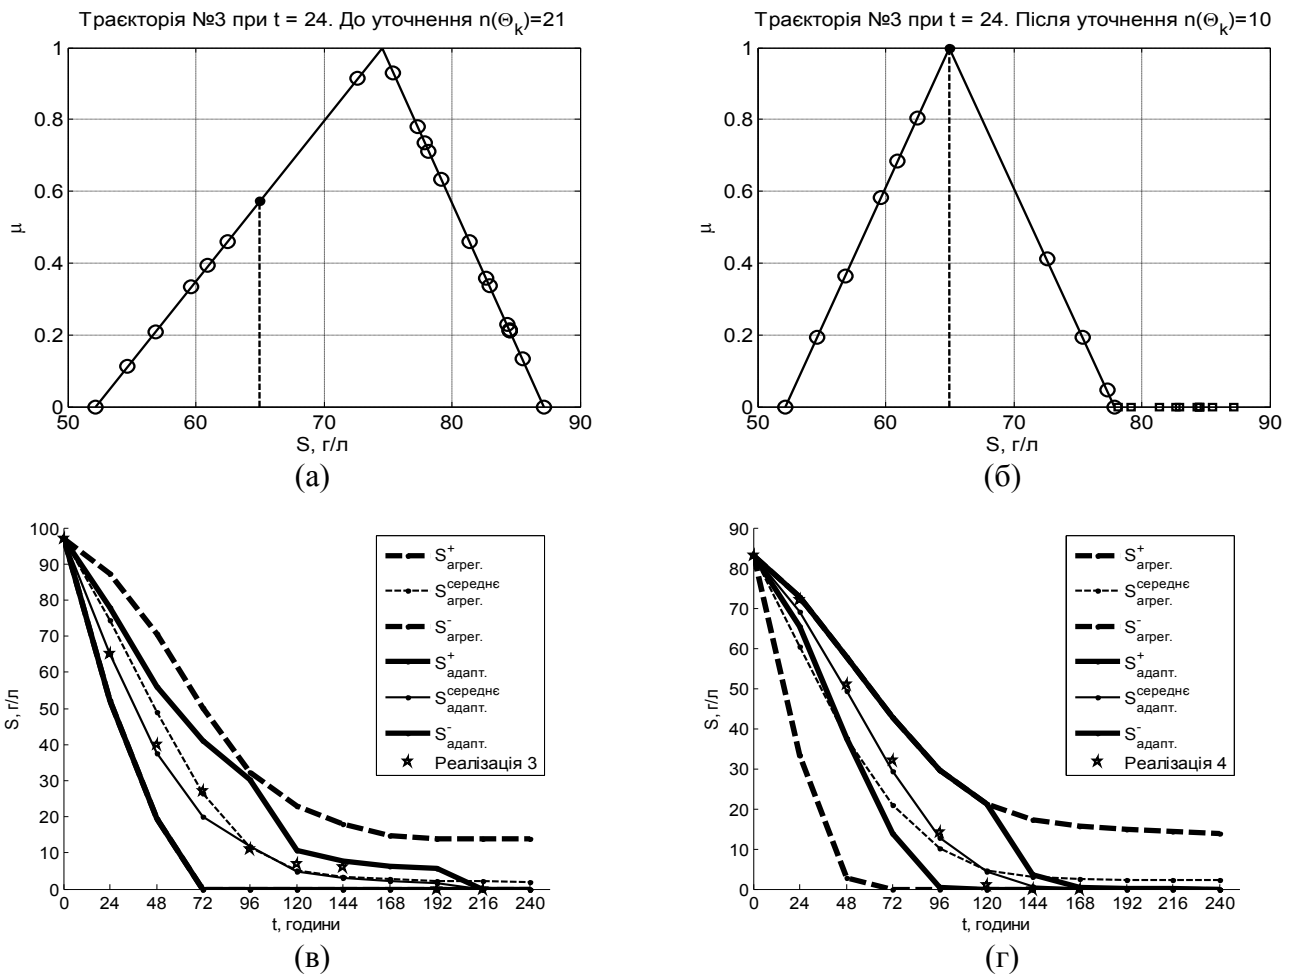 Траєкторія №3 при t = 24. До уточнення n(Θk)=21
1
0.8
0.6
0.4
0.2
0
μ
50 60 70 80 90
S, г/л
(а)
Траєкторія №3 при t = 24. Після уточнення n(Θk)=10
1
0.8
0.6
0.4
0.2
0
μ
50 60 70 80 90
S, г/л
(б)
100
90
80
70
60
50
40
30
20
10
0
S, г/л
0 24 48 72 96 120 144 168 192 216 240
t, години
S+агрег.
Sсереднєагрег.
S-агрег.
S+адапт.
Sсереднєадапт.
S-адапт.
Реалізація 3
(в)
90
80
70
60
50
40
30
20
10
0
S, г/л
0 24 48 72 96 120 144 168 192 216 240
t, години
S+агрег.
Sсереднєагрег.
S-агрег.
S+адапт.
Sсереднєадапт.
S-адапт.
Реалізація 4
(г)